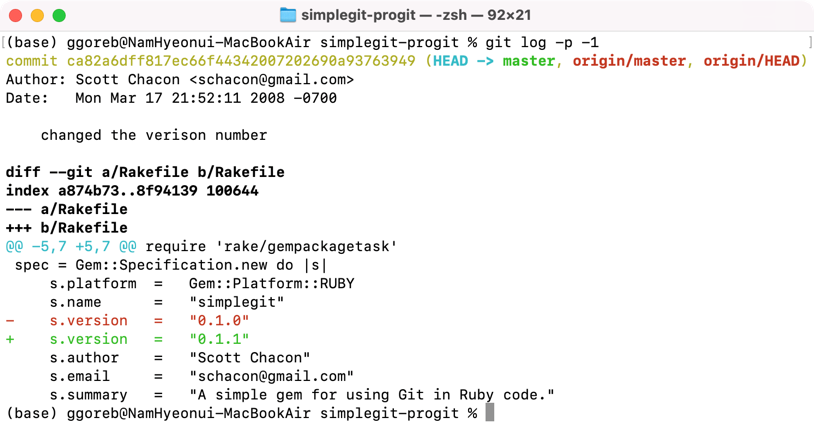 simplegit-progit — -zsh — 92×21
(base) ggoreb@NamHyeonui-MacBookAir simplegit-progit % git log -p -1
commit ca82a6dff817ec66f44342007202690a93763949 (HEAD -> master, origin/master, origin/HEAD)
Author: Scott Chacon <schacon@gmail.com>
Date:   Mon Mar 17 21:52:11 2008 -0700
    changed the verison number
diff --git a/Rakefile b/Rakefile
index a874b73..8f94139 100644
--- a/Rakefile
+++ b/Rakefile
@@ -5,7 +5,7 @@ require 'rake/gempackagetask'
 spec = Gem::Specification.new do |s|
     s.platform  =   Gem::Platform::RUBY
     s.name      =   "simplegit"
-    s.version   =   "0.1.0"
+    s.version   =   "0.1.1"
     s.author    =   "Scott Chacon"
     s.email     =   "schacon@gmail.com"
     s.summary   =   "A simple gem for using Git in Ruby code."
(base) ggoreb@NamHyeonui-MacBookAir simplegit-progit %